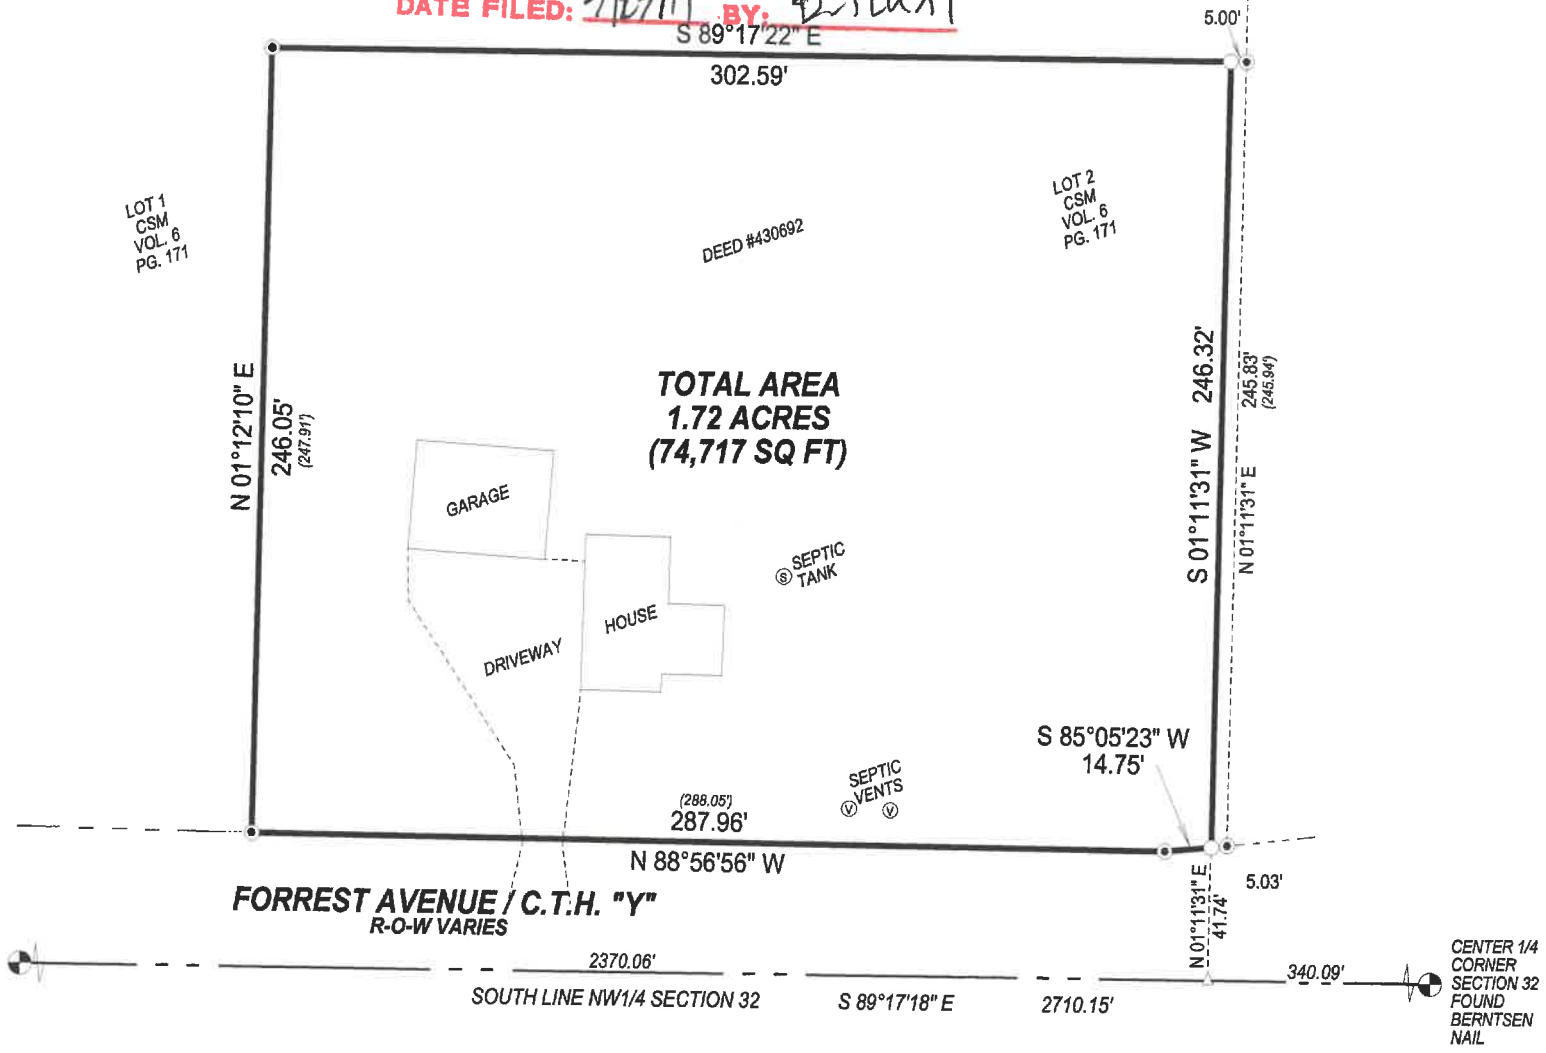 DATE FILED: BY:
5.00'
S 89°17'22" E
302.59'
LOT 1
CSM
VOL. 6
PG. 171
DEED #430692
LOT 2
CSM
VOL. 6
PG. 171
N 01°12'10" E
246.05'
(247.91')
TOTAL AREA
1.72 ACRES
(74,717 SQ FT)
S 01°11'31" W 246.32'
245.83'
(245.94')
N 01°11'31" E
GARAGE
S SEPTIC
TANK
HOUSE
DRIVEWAY
S 85°05'23" W
14.75'
SEPTIC
VENTS
V V
(288.05')
287.96'
N 88°56'56" W
5.03'
N 01°11'31" E
41.74'
FORREST AVENUE / C.T.H. "Y"
R-O-W VARIES
2370.06'
340.09'
SOUTH LINE NW1/4 SECTION 32 S 89°17'18" E 2710.15'
CENTER 1/4
CORNER
SECTION 32
FOUND
BERNTSEN
NAIL